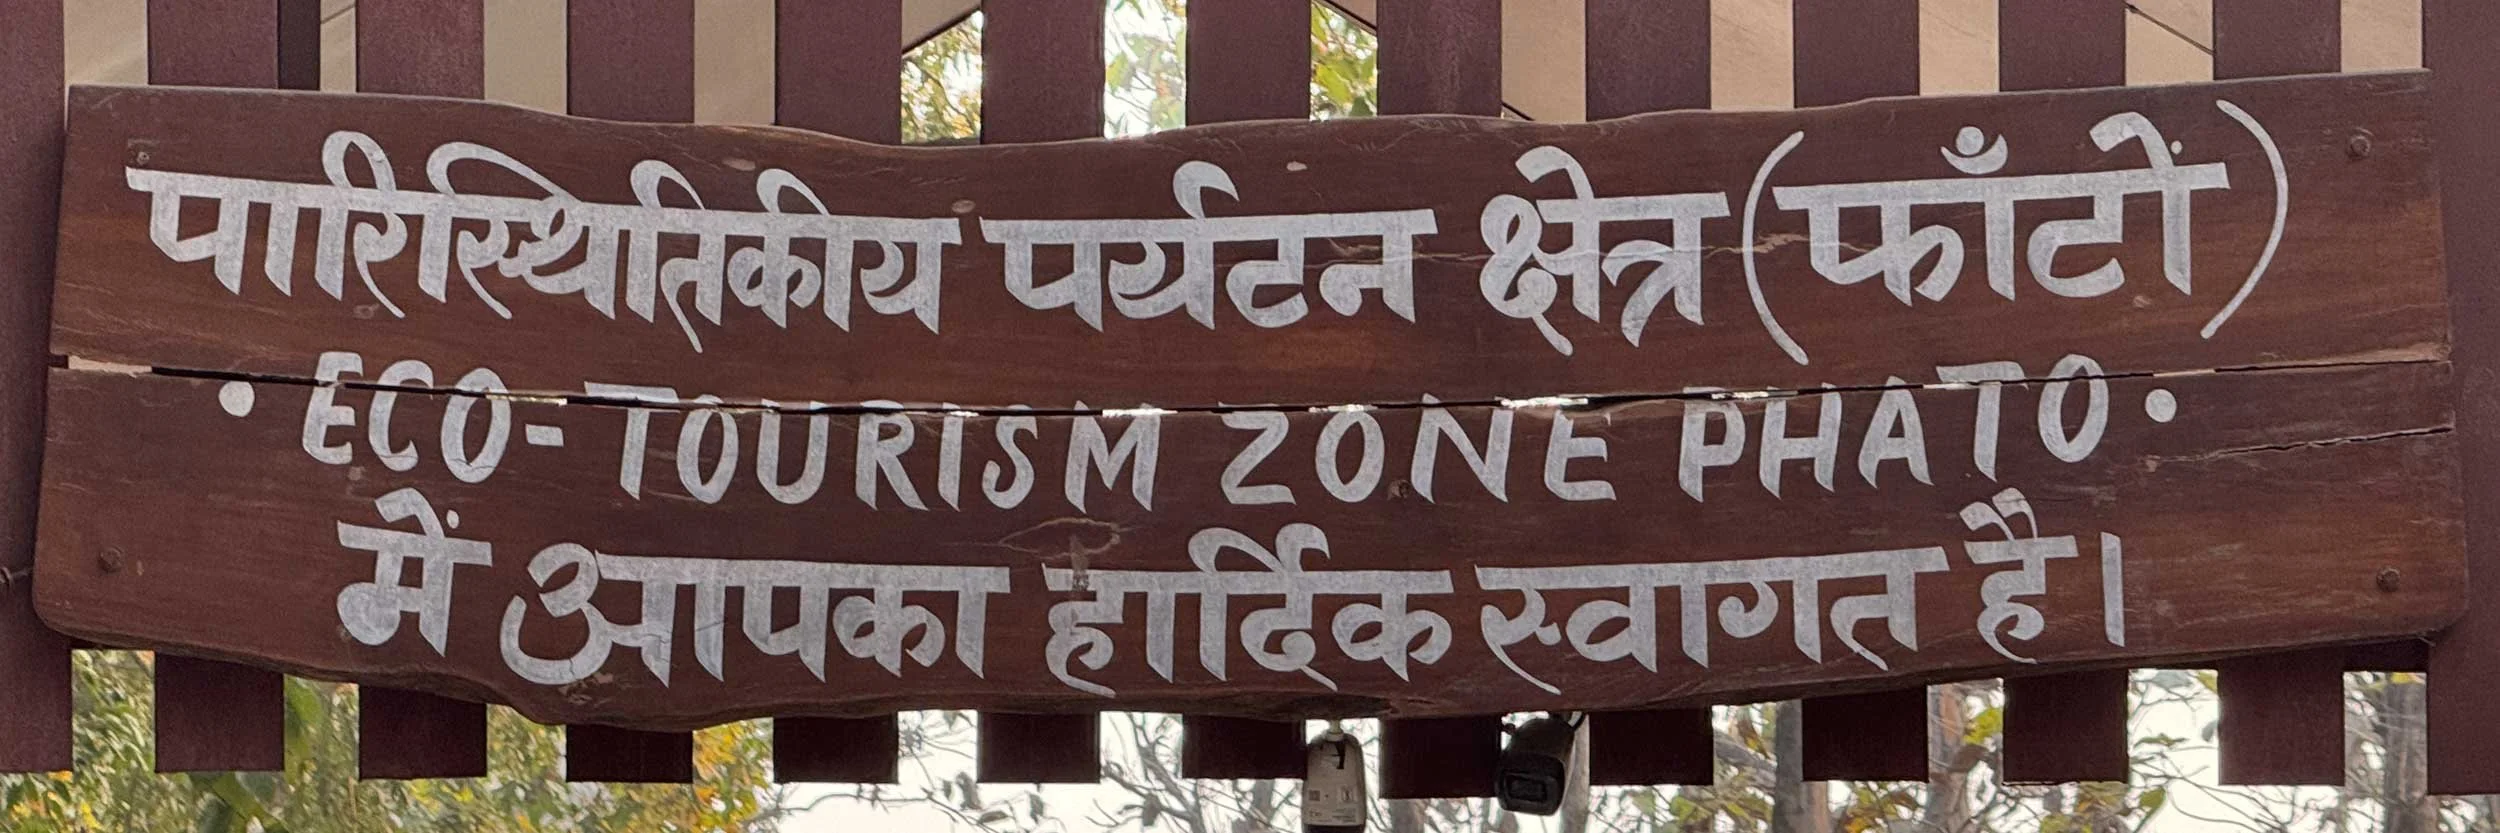 पारिस्थितिकीय पर्यटन क्षेत्र (फाँटों)
• ECO-TOURISM ZONE PHATO •
में आपका हार्दिक स्वागत है।